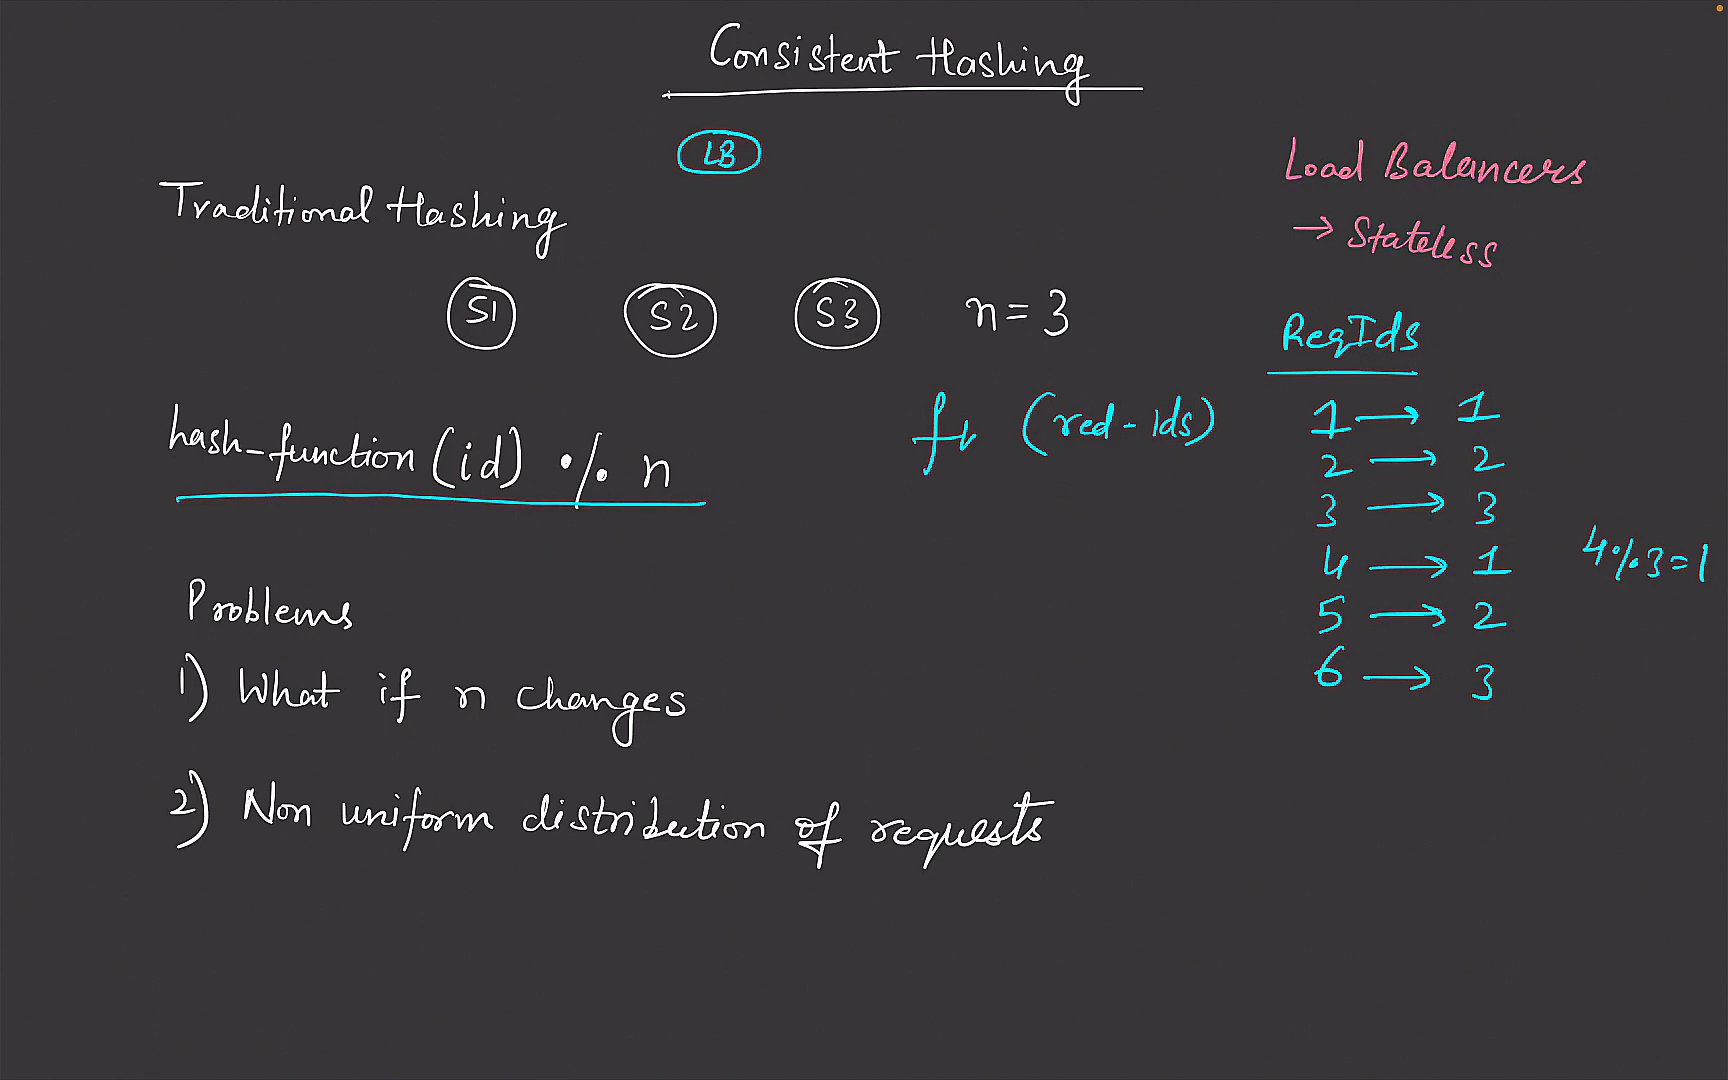 Consistent Hashing
LB
Traditional Hashing
S1 S2 S3 n=3
hash-function(id) % n
Problems
1) What if n changes
2) Non uniform distribution of requests
Load Balancers
→ Stateless
ReqIds
(red-ids)
1 → 1
2 → 2
3 → 3
4 → 1
4%3=1
5 → 2
6 → 3